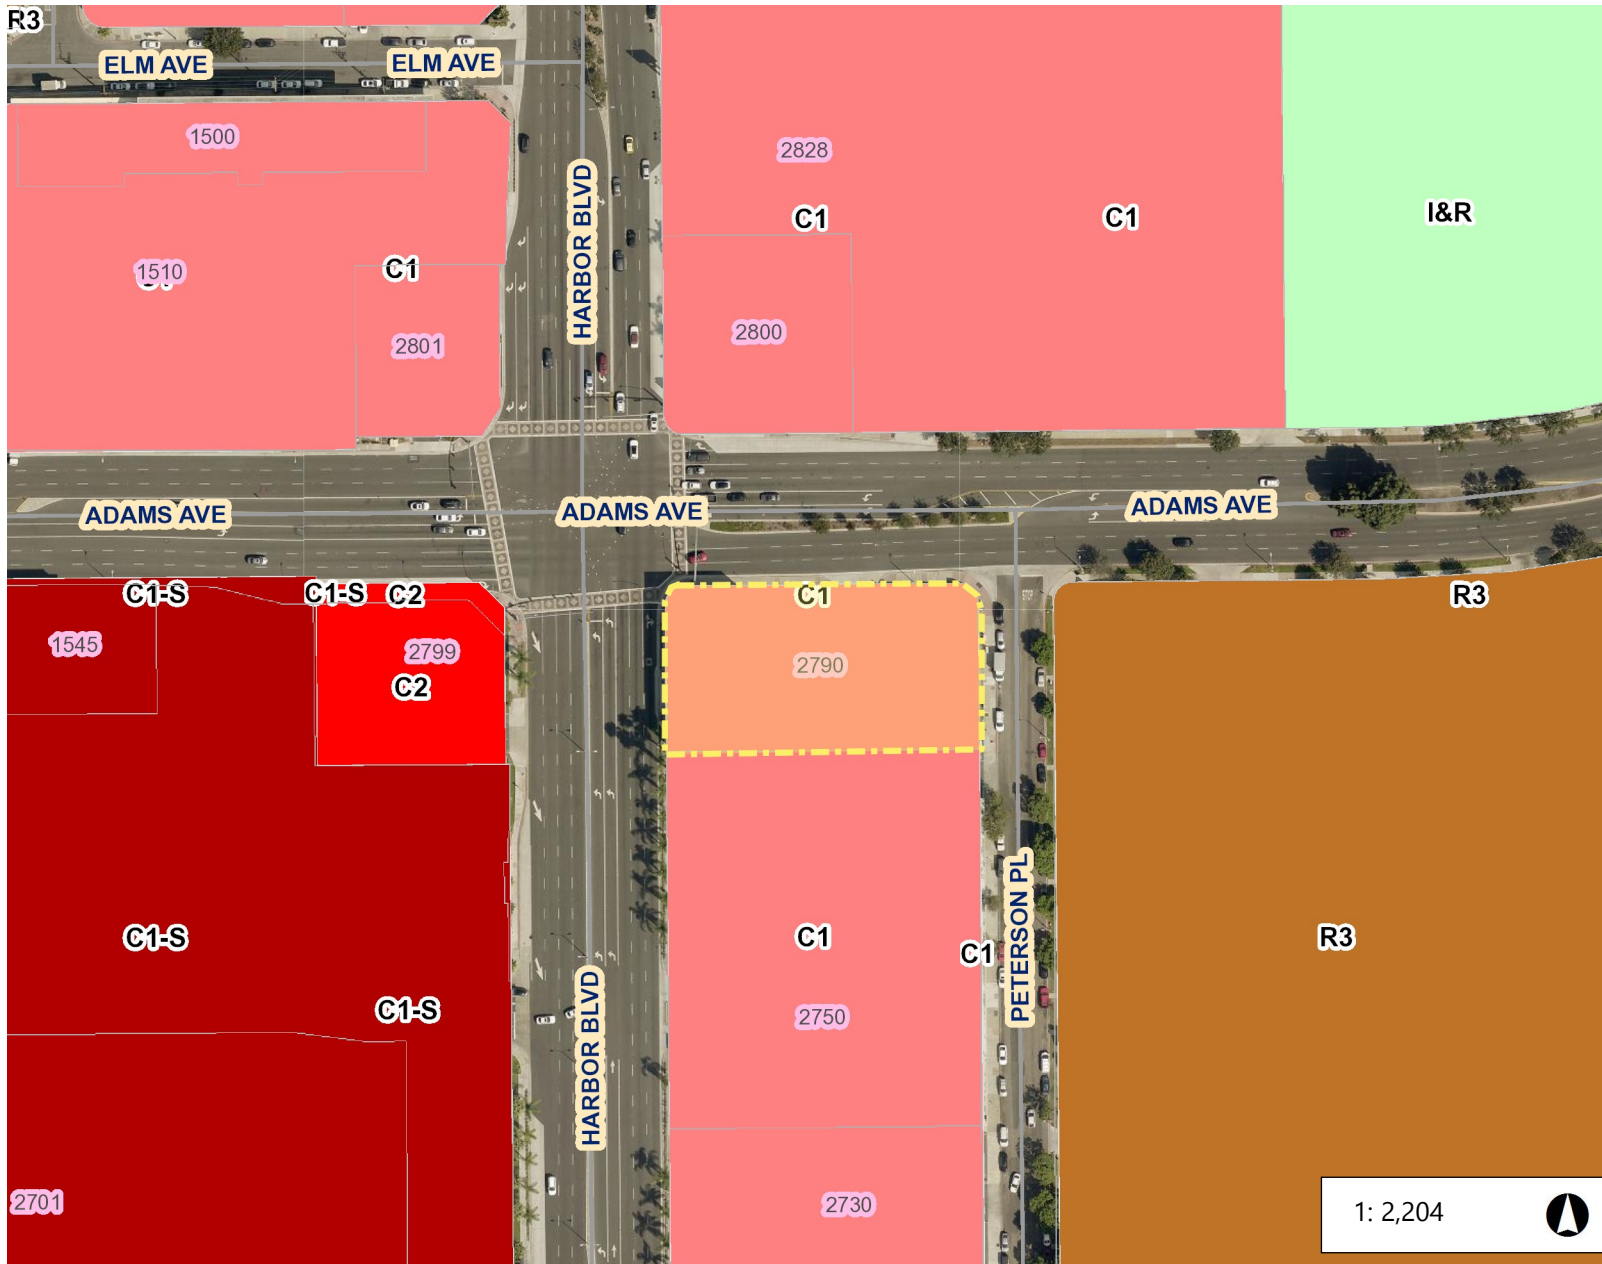 R3
ELM AVE
ELM AVE
1500
2828
HARBOR BLVD
C1
C1
I&R
1510
C1
2801
2800
ADAMS AVE
ADAMS AVE
ADAMS AVE
C1-S
C1-S
C2
C1
R3
1545
2799
2790
C2
STOP
C1-S
C1
C1
R3
PETERSON PL
C1-S
2750
HARBOR BLVD
2701
2730
1: 2,204